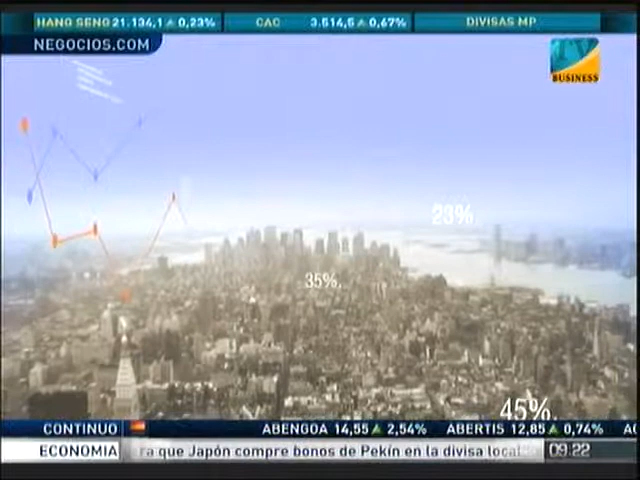 HANG SENG 21.134,1 0,23% CAC 3.514,5 0,67% DIVISAS MP
NEGOCIOS.COM
TV
BUSINESS
23%
35%.
45%.
CONTINUO ABENGOA 14,55 2,54% ABERTIS 12,85 0,74%
ECONOMIA ra que Japón compre bonos de Pekín en la divisa local 09:22